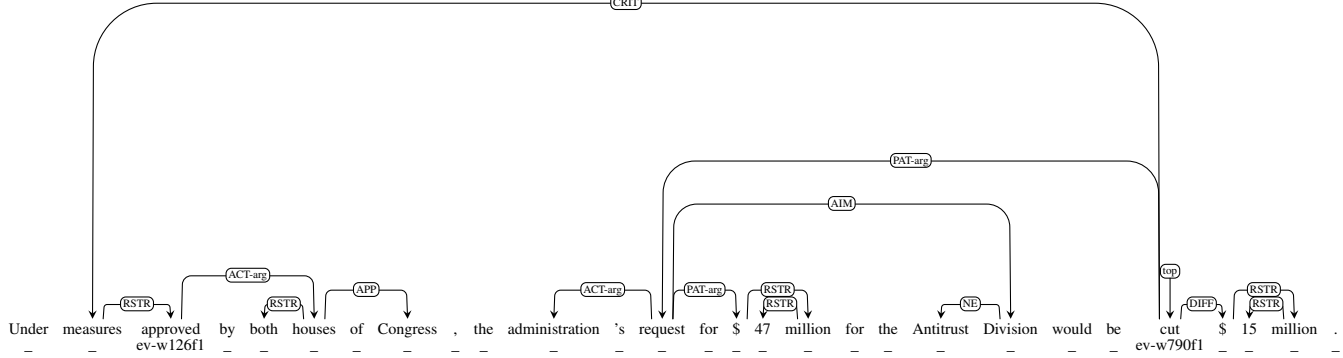 CRIT
PAT-arg
AIM
top
ACT-arg
APP ACT-arg PAT-arg RSTR RSTR
RSTR RSTR RSTR NE DIFF RSTR
Under measures approved by both houses of Congress , the administration 's request for $ 47 million for the Antitrust Division would be cut $ 15 million .
_ _ ev-w126f1 _ _ _ _ _ _ _ _ _ _ _ _ _ _ _ _ _ _ _ _ ev-w790f1 _ _ _ _